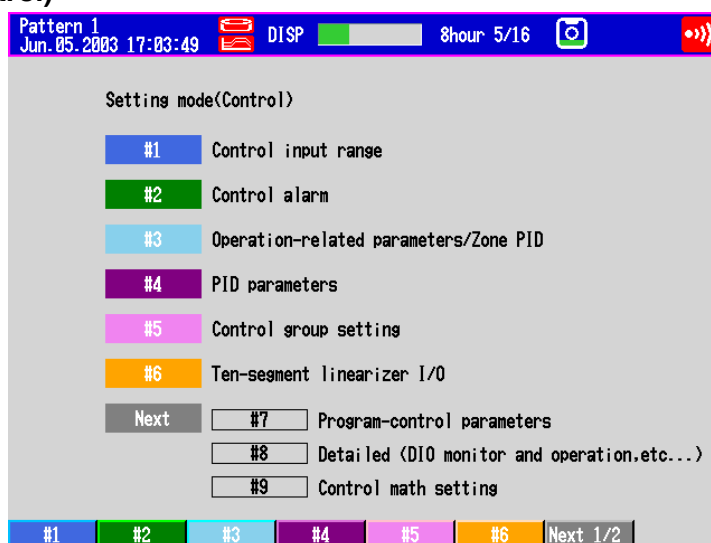 Pattern 1
Jun.05.2003 17:03:49 DISP 8hour 5/16
Setting mode(Control)
#1 Control input range
#2 Control alarm
#3 Operation-related parameters/Zone PID
#4 PID parameters
#5 Control group setting
#6 Ten-segment linearizer I/O
Next #7 Program-control parameters
#8 Detailed (DIO monitor and operation,etc...)
#9 Control math setting
#1 #2 #3 #4 #5 #6 Next 1/2